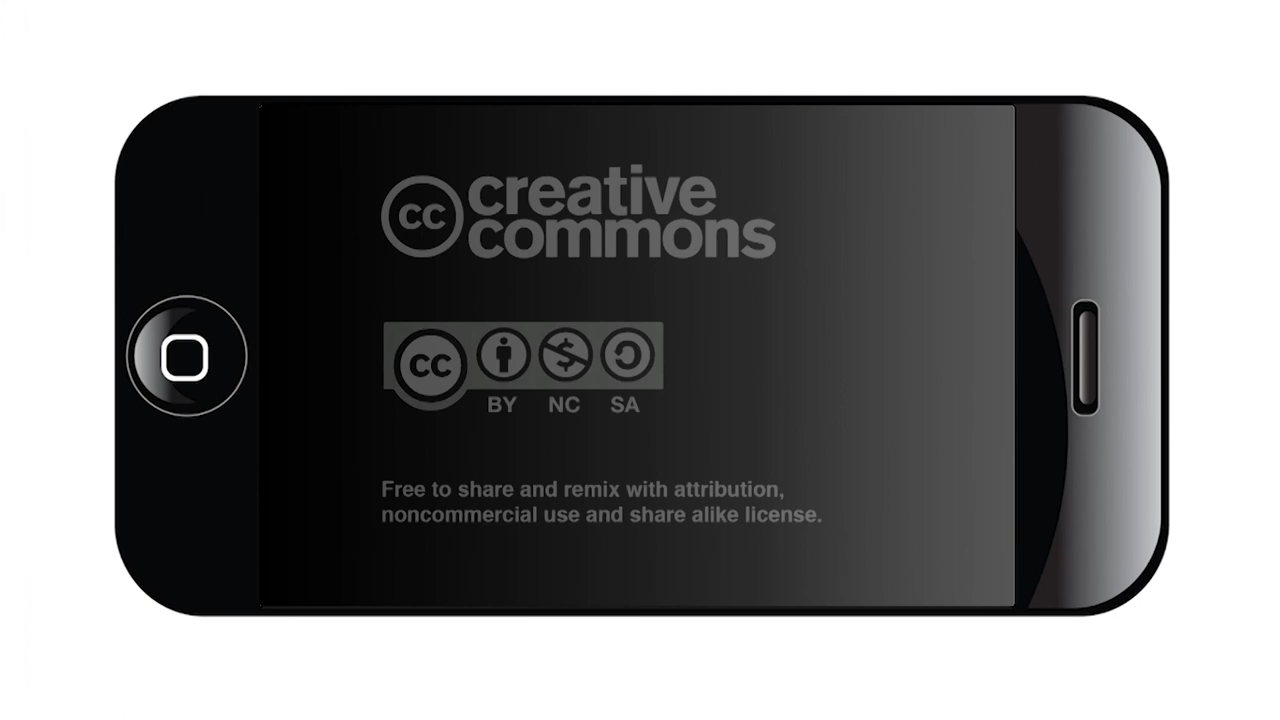 cc creative
commons
cc
BY NC SA
Free to share and remix with attribution,
noncommercial use and share alike license.